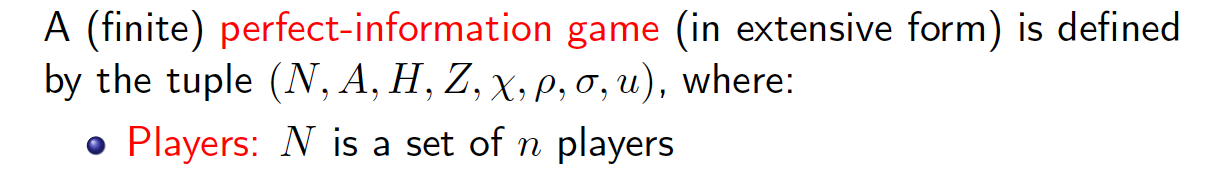 A (finite) perfect-information game (in extensive form) is defined
by the tuple (N, A, H, Z, χ, ρ, σ, u), where:
Players: N is a set of n players